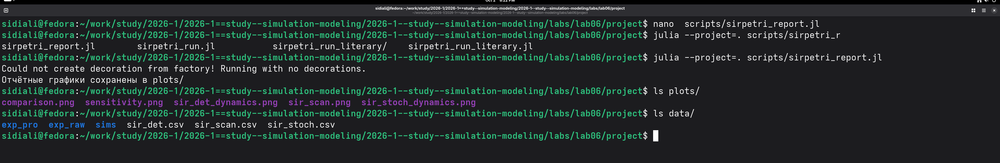 Oct 2 8:22 PM
sidiali@fedora:~/work/study/2026-1/2026-1==study--simulation-modeling/2026-1--study--simulation-modeling/labs/lab06/project
~/work/study/2026-1/2026-1==study--simulation-modeling/2026-1--study--simulation-modeling/labs/lab06/project
sidiali@fedora:~/work/study/2026-1/2026-1==study--simulation-modeling/2026-1--study--simulation-modeling/labs/lab06/project$ nano  scripts/sirpetri_report.jl
sidiali@fedora:~/work/study/2026-1/2026-1==study--simulation-modeling/2026-1--study--simulation-modeling/labs/lab06/project$ julia --project=. scripts/sirpetri_r
sirpetri_report.jl        sirpetri_run.jl           sirpetri_run_literary/    sirpetri_run_literary.jl
sidiali@fedora:~/work/study/2026-1/2026-1==study--simulation-modeling/2026-1--study--simulation-modeling/labs/lab06/project$ julia --project=. scripts/sirpetri_report.jl
Could not create decoration from factory! Running with no decorations.
Отчётные графики сохранены в plots/
sidiali@fedora:~/work/study/2026-1/2026-1==study--simulation-modeling/2026-1--study--simulation-modeling/labs/lab06/project$ ls plots/
comparison.png  sensitivity.png  sir_det_dynamics.png  sir_scan.png  sir_stoch_dynamics.png
sidiali@fedora:~/work/study/2026-1/2026-1==study--simulation-modeling/2026-1--study--simulation-modeling/labs/lab06/project$ ls data/
exp_pro  exp_raw  sims  sir_det.csv  sir_scan.csv  sir_stoch.csv
sidiali@fedora:~/work/study/2026-1/2026-1==study--simulation-modeling/2026-1--study--simulation-modeling/labs/lab06/project$